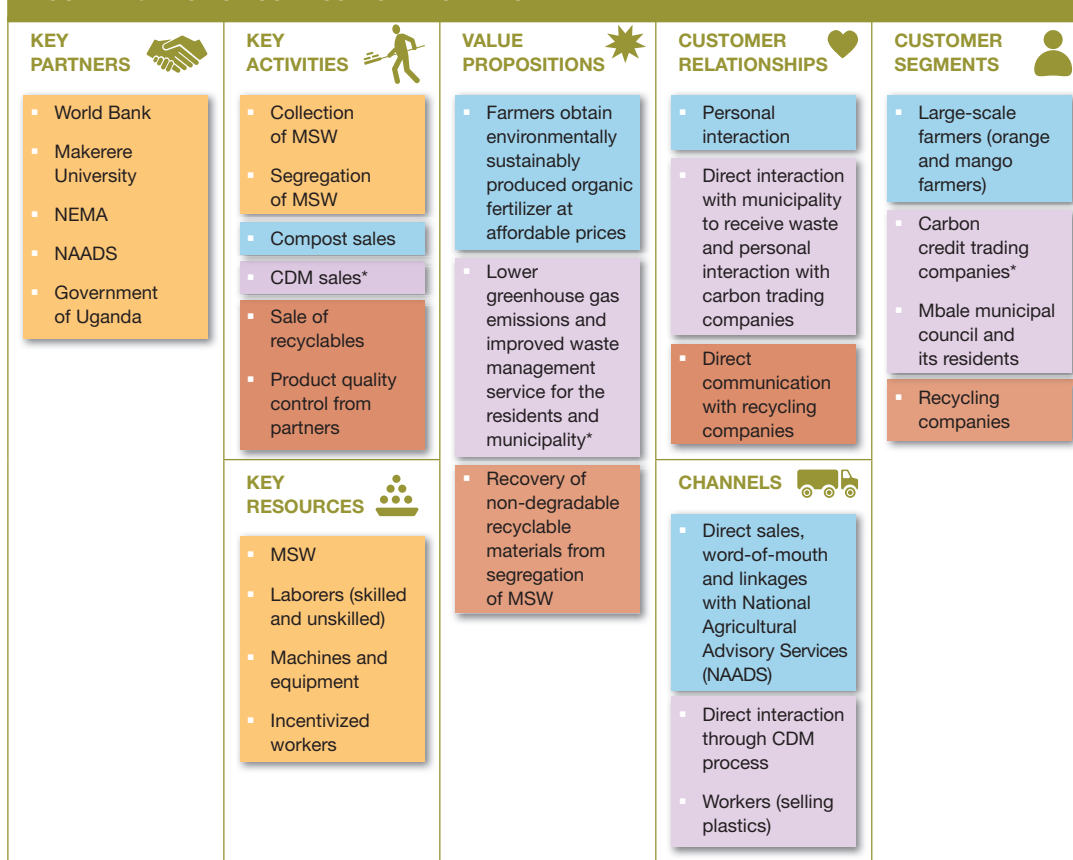 KEY
PARTNERS
World Bank
Makerere
University
NEMA
NAADS
Government
of Uganda
KEY
ACTIVITIES
Collection
of MSW
Segregation
of MSW
Compost sales
CDM sales*
Sale of
recyclables
Product quality
control from
partners
KEY
RESOURCES
MSW
Laborers (skilled
and unskilled)
Machines and
equipment
Incentivized
workers
VALUE
PROPOSITIONS
Farmers obtain
environmentally
sustainably
produced organic
fertilizer at
affordable prices
Lower
greenhouse gas
emissions and
improved waste
management
service for the
residents and
municipality*
Recovery of
non-degradable
recyclable
materials from
segregation
of MSW
CUSTOMER
RELATIONSHIPS
Personal
interaction
Direct interaction
with municipality
to receive waste
and personal
interaction with
carbon trading
companies
Direct
communication
with recycling
companies
CHANNELS
Direct sales,
word-of-mouth
and linkages
with National
Agricultural
Advisory Services
(NAADS)
Direct interaction
through CDM
process
Workers (selling
plastics)
CUSTOMER
SEGMENTS
Large-scale
farmers (orange
and mango
farmers)
Carbon
credit trading
companies*
Mbale municipal
council and
its residents
Recycling
companies